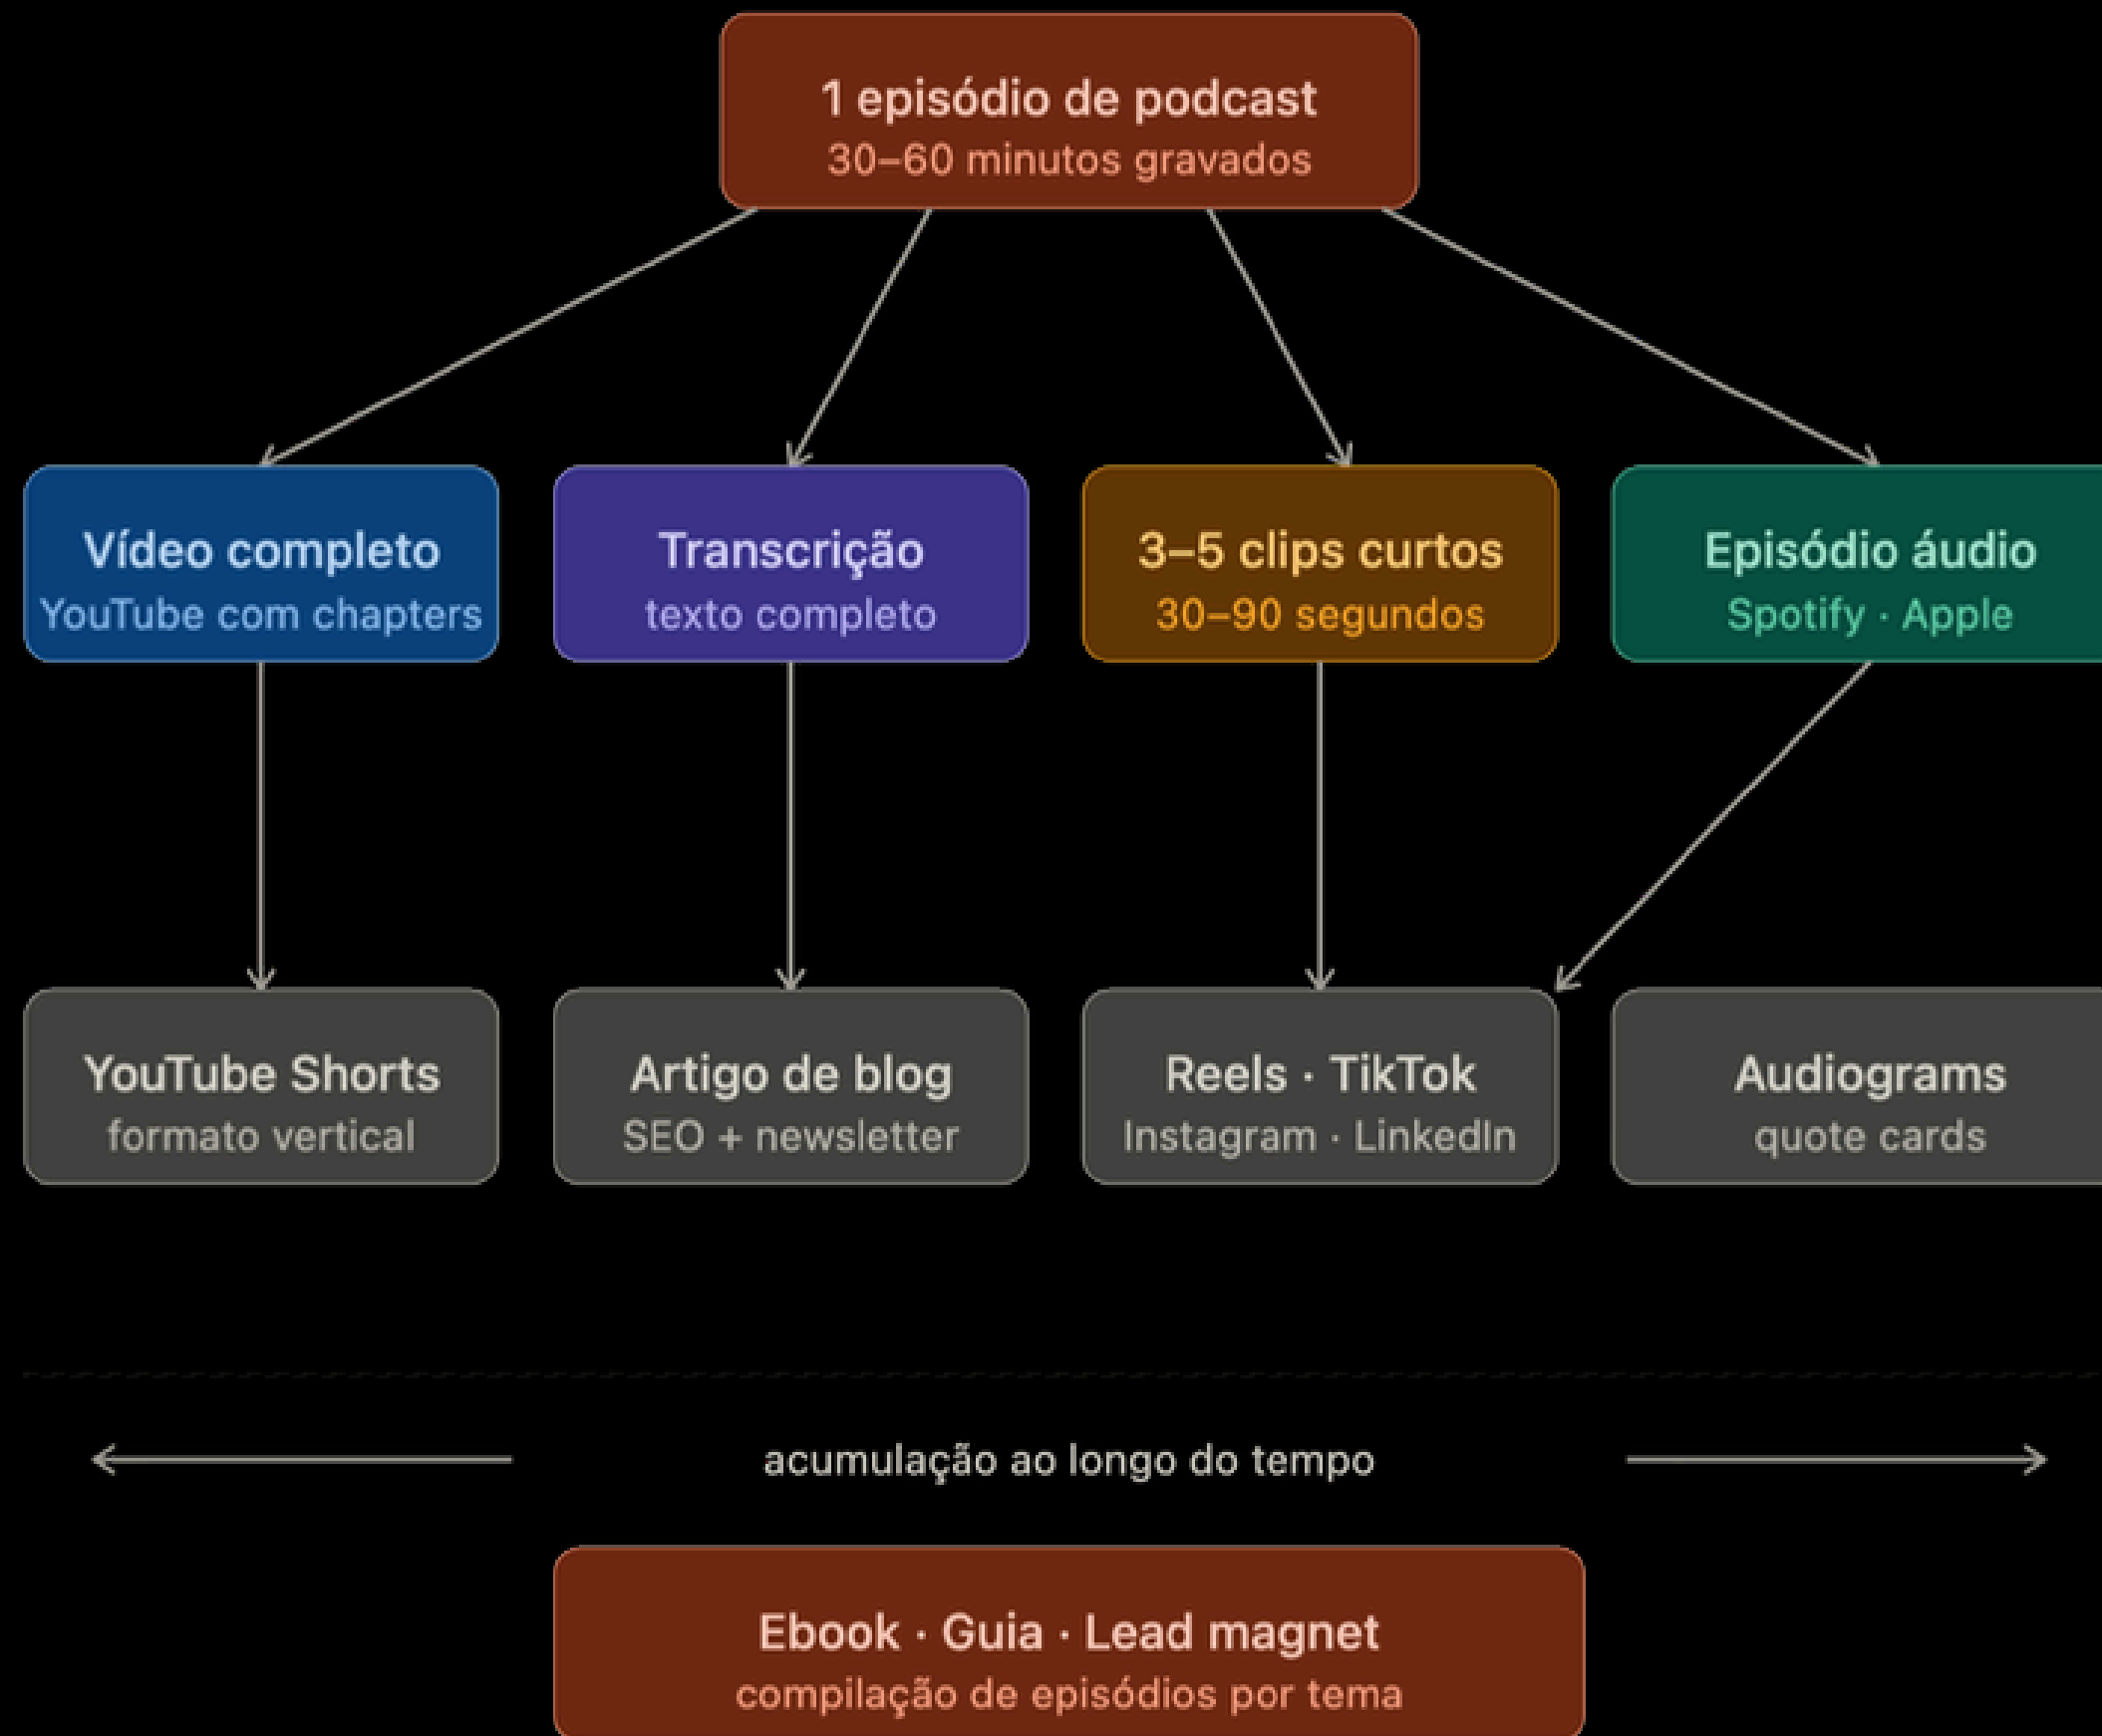 1 episódio de podcast
30–60 minutos gravados
Vídeo completo
YouTube com chapters
Transcrição
texto completo
3–5 clips curtos
30–90 segundos
Episódio áudio
Spotify · Apple
YouTube Shorts
formato vertical
Artigo de blog
SEO + newsletter
Reels · TikTok
Instagram · LinkedIn
Audiograms
quote cards
acumulação ao longo do tempo
Ebook · Guia · Lead magnet
compilação de episódios por tema